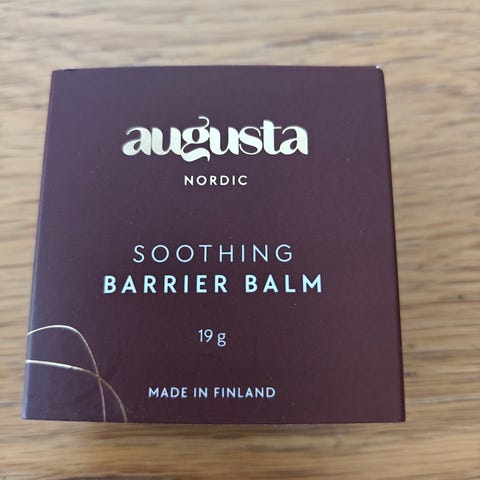 augusta
NORDIC
SOOTHING
BARRIER BALM
19 g
MADE IN FINLAND